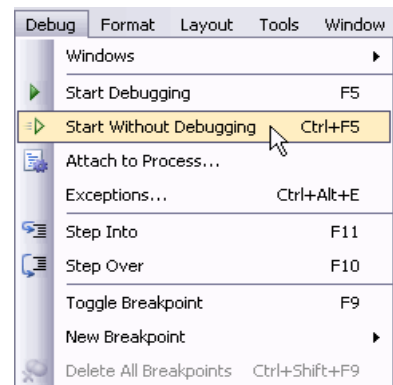 Debug Format Layout Tools Window
Windows
Start Debugging F5
Start Without Debugging Ctrl+F5
Attach to Process...
Exceptions... Ctrl+Alt+E
Step Into F11
Step Over F10
Toggle Breakpoint F9
New Breakpoint
Delete All Breakpoints Ctrl+Shift+F9